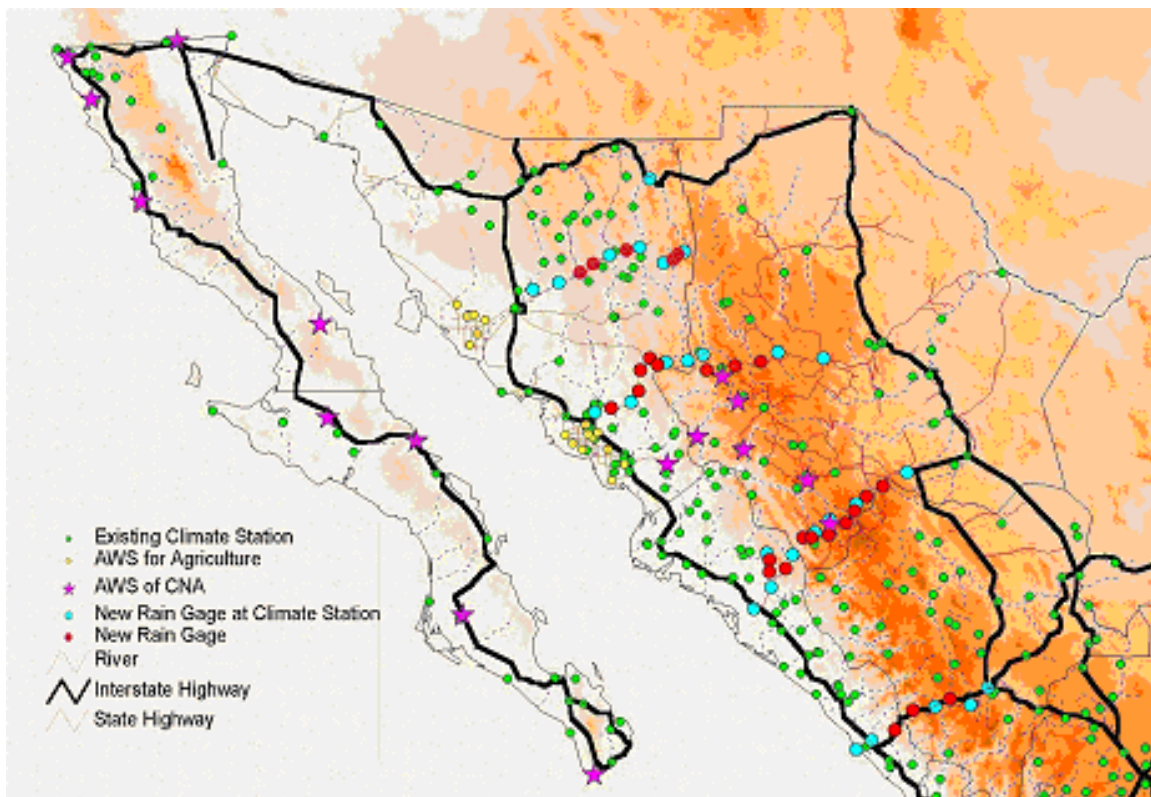 Existing Climate Station
AWS for Agriculture
AWS of CNA
New Rain Gage at Climate Station
New Rain Gage
River
Interstate Highway
State Highway